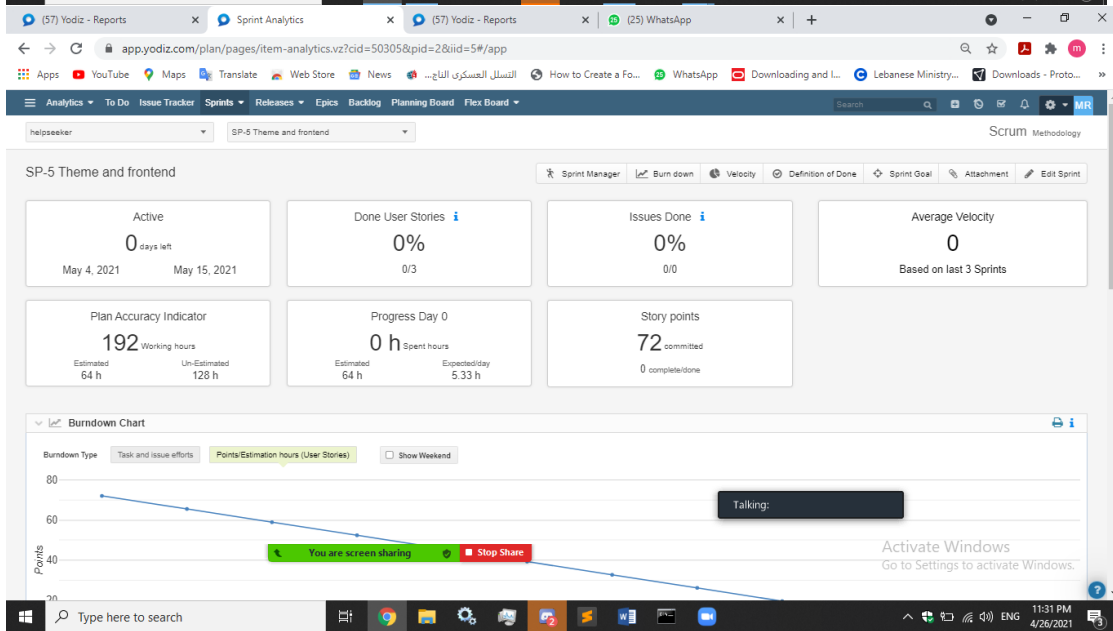 (57) Yodiz - Reports
Sprint Analytics
(57) Yodiz - Reports
(25) WhatsApp
app.yodiz.com/plan/pages/item-analytics.vz?cid=50305&pid=2&iid=5#/app
Apps YouTube Maps Translate Web Store News التسلل العسكري الناج... How to Create a Fo... WhatsApp Downloading and I... Lebanese Ministry... Downloads - Proto... »
Analytics To Do Issue Tracker Sprints Releases Epics Backlog Planning Board Flex Board Search MR
helpseeker SP-5 Theme and frontend Scrum Methodology
SP-5 Theme and frontend Sprint Manager Burn down Velocity Definition of Done Sprint Goal Attachment Edit Sprint
Active
0 days left
May 4, 2021 May 15, 2021
Done User Stories i
0%
0/3
Issues Done i
0%
0/0
Average Velocity
0
Based on last 3 Sprints
Plan Accuracy Indicator
192 Working hours
Estimated Un-Estimated
64 h 128 h
Progress Day 0
0 h Spent hours
Estimated Expected/day
64 h 5.33 h
Story points
72 committed
0 complete/done
Burndown Chart
Burndown Type Task and issue efforts Points/Estimation hours (User Stories) Show Weekend
80
60
40
20
Points
Talking:
You are screen sharing Stop Share
Activate Windows
Go to Settings to activate Windows.
Type here to search
ENG
11:31 PM
4/26/2021
3